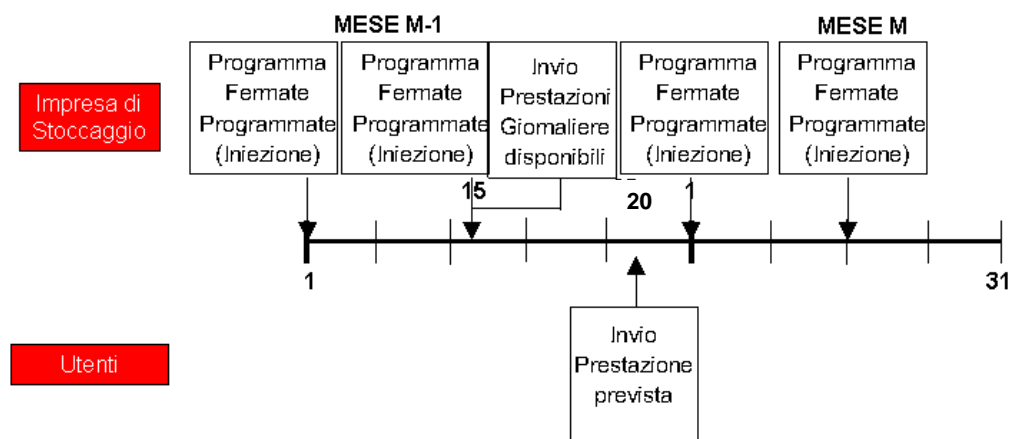 MESE M-1
MESE M
Impresa di
Stoccaggio
Programma
Fermate
Programmate
(Iniezione)
Programma
Fermate
Programmate
(Iniezione)
Invio
Prestazioni
Giornaliere
disponibili
Programma
Fermate
Programmate
(Iniezione)
Programma
Fermate
Programmate
(Iniezione)
15
20
1
1
31
Utenti
Invio
Prestazione
prevista